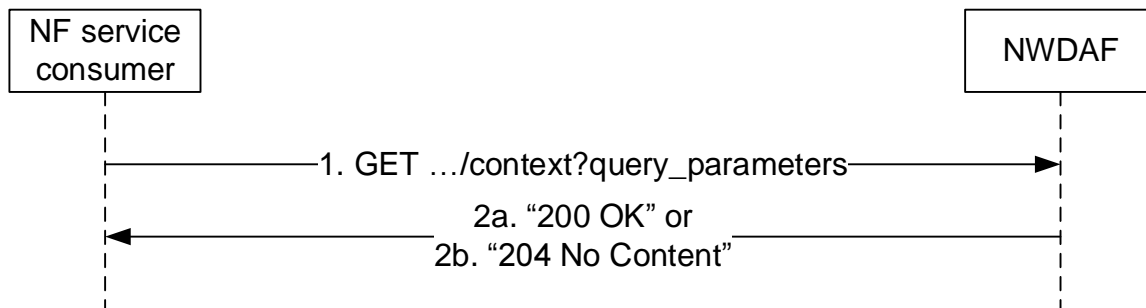 NF service
consumer
NWDAF
1. GET …/context?query_parameters
2a. “200 OK” or
2b. “204 No Content”